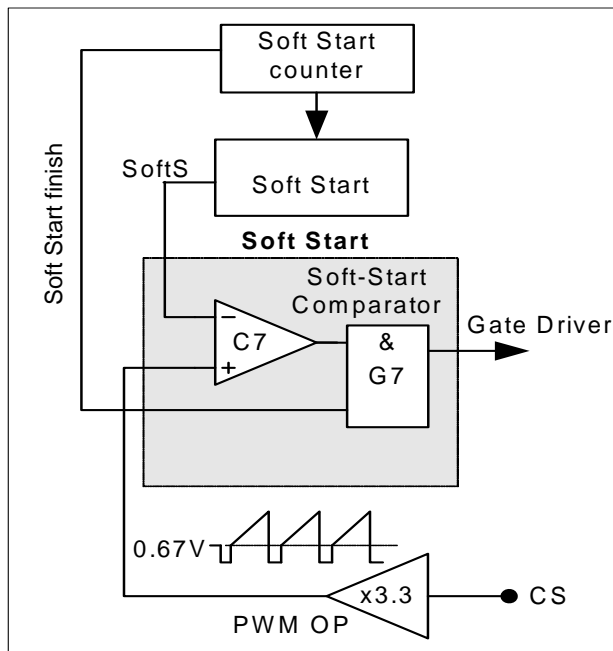 Soft Start
counter
SoftS
Soft Start
Soft Start finish
Soft Start
Soft-Start
Comparator
Gate Driver
−
C7
+
&
G7
0.67V
x3.3
CS
PWM OP